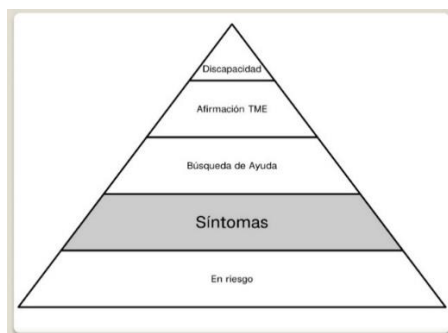 Discapacidad
Afirmación TME
Búsqueda de Ayuda
Síntomas
En riesgo